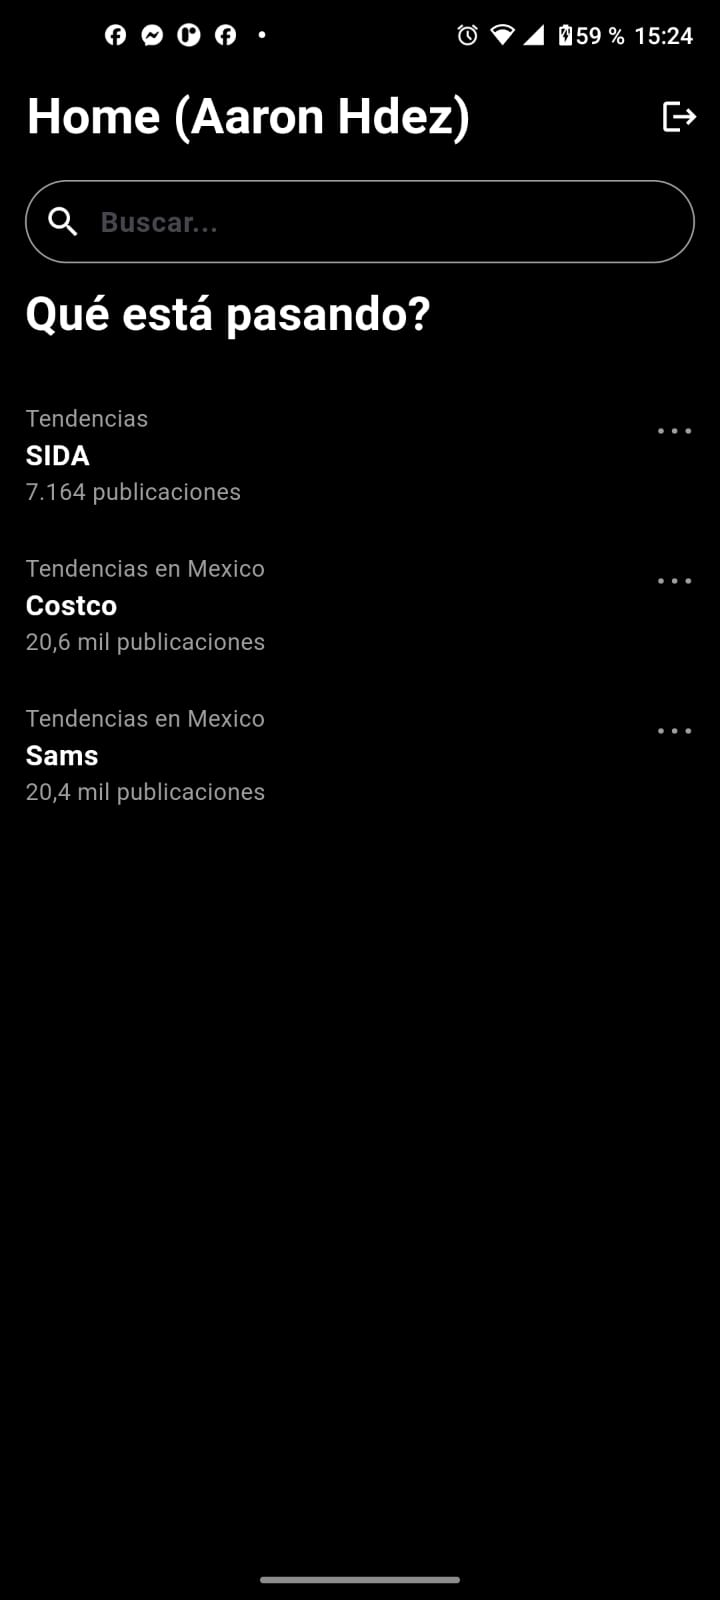 59 % 15:24
Home (Aaron Hdez)
Buscar...
Qué está pasando?
Tendencias
SIDA
7.164 publicaciones
Tendencias en Mexico
Costco
20,6 mil publicaciones
Tendencias en Mexico
Sams
20,4 mil publicaciones